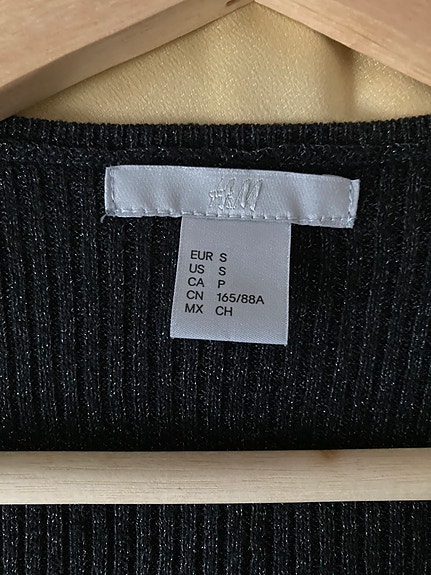 H&M
EUR S
US S
CA P
CN 165/88A
MX CH